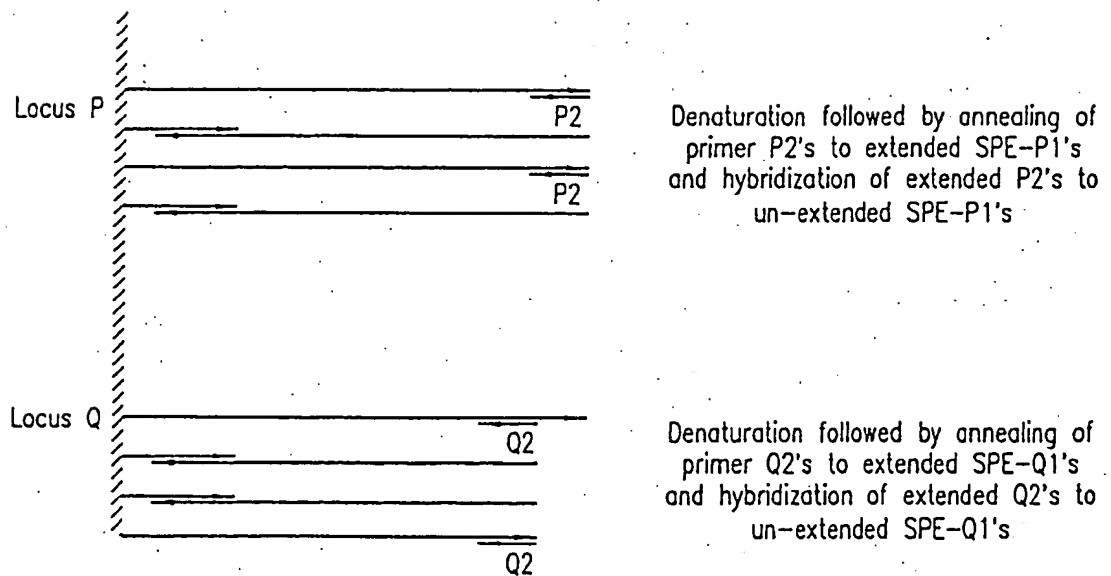 Locus P
P2
P2
Denaturation followed by annealing of
primer P2's to extended SPE-P1's
and hybridization of extended P2's to
un-extended SPE-P1's
Locus Q
Q2
Q2
Denaturation followed by annealing of
primer Q2's to extended SPE-Q1's
and hybridization of extended Q2's to
un-extended SPE-Q1's